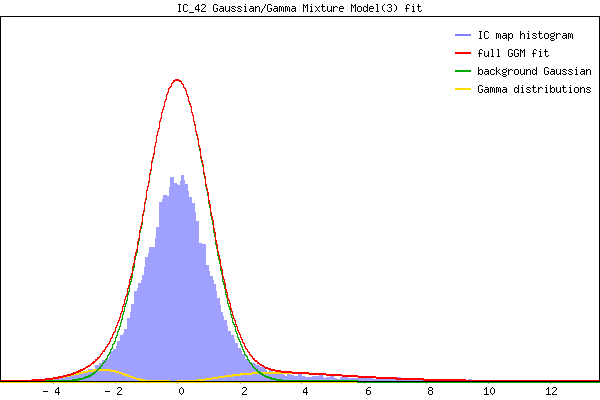 IC_42 Gaussian/Gamma Mixture Model(3) fit
IC map histogram
full GGM fit
background Gaussian
Gamma distributions
-4 -2 0 2 4 6 8 10 12